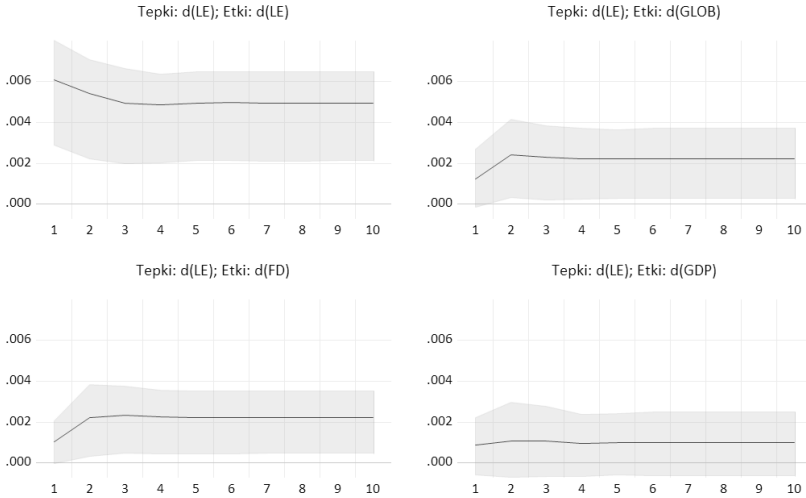 Tepki: d(LE); Etki: d(LE)
.006
.004
.002
.000
1 2 3 4 5 6 7 8 9 10
Tepki: d(LE); Etki: d(GLOB)
.006
.004
.002
.000
1 2 3 4 5 6 7 8 9 10
Tepki: d(LE); Etki: d(FD)
.006
.004
.002
.000
1 2 3 4 5 6 7 8 9 10
Tepki: d(LE); Etki: d(GDP)
.006
.004
.002
.000
1 2 3 4 5 6 7 8 9 10